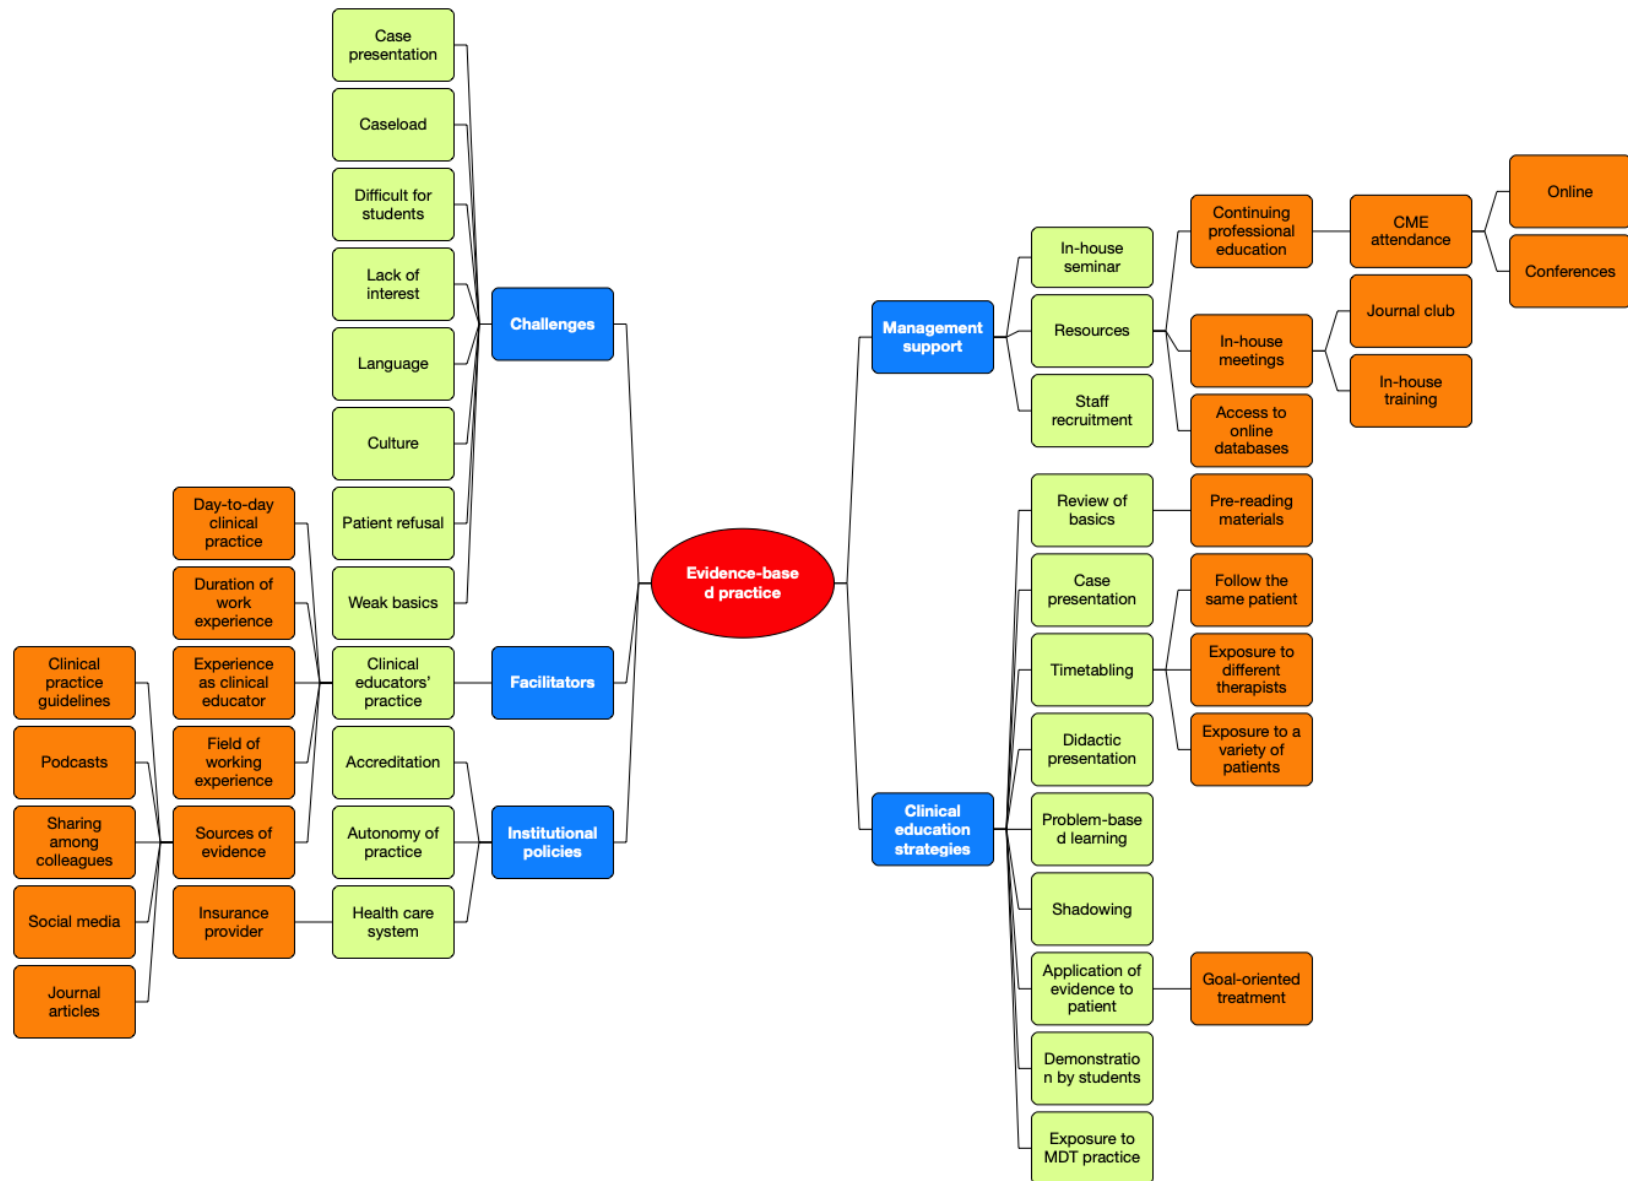 Case
presentation
Caseload
Difficult for
students
Lack of
interest
Language
Culture
Patient refusal
Weak basics
Challenges
Day-to-day
clinical
practice
Duration of
work
experience
Experience
as clinical
educator
Field of
working
experience
Sources of
evidence
Clinical
educators'
practice
Facilitators
Clinical
practice
guidelines
Podcasts
Sharing
among
colleagues
Social media
Journal
articles
Accreditation
Autonomy of
practice
Health care
system
Insurance
provider
Institutional
policies
Evidence-base
d practice
Management
support
In-house
seminar
Resources
Staff
recruitment
Continuing
professional
education
CME
attendance
Online
Conferences
In-house
meetings
Journal club
In-house
training
Access to
online
databases
Clinical
education
strategies
Review of
basics
Pre-reading
materials
Case
presentation
Timetabling
Follow the
same patient
Exposure to
different
therapists
Exposure to a
variety of
patients
Didactic
presentation
Problem-base
d learning
Shadowing
Application of
evidence to
patient
Goal-oriented
treatment
Demonstratio
n by students
Exposure to
MDT practice